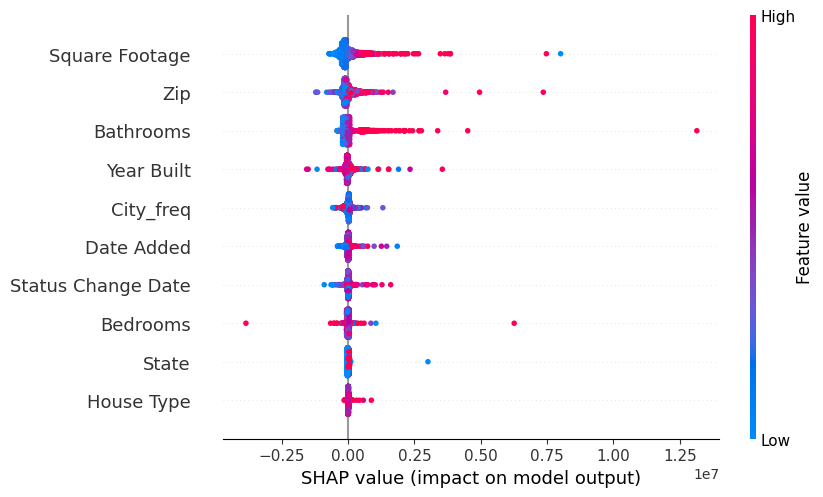 High
Square Footage
Zip
Bathrooms
Year Built
City_freq
Date Added
Status Change Date
Bedrooms
State
House Type
Feature value
Low
−0.25 0.00 0.25 0.50 0.75 1.00 1.25
1e7
SHAP value (impact on model output)